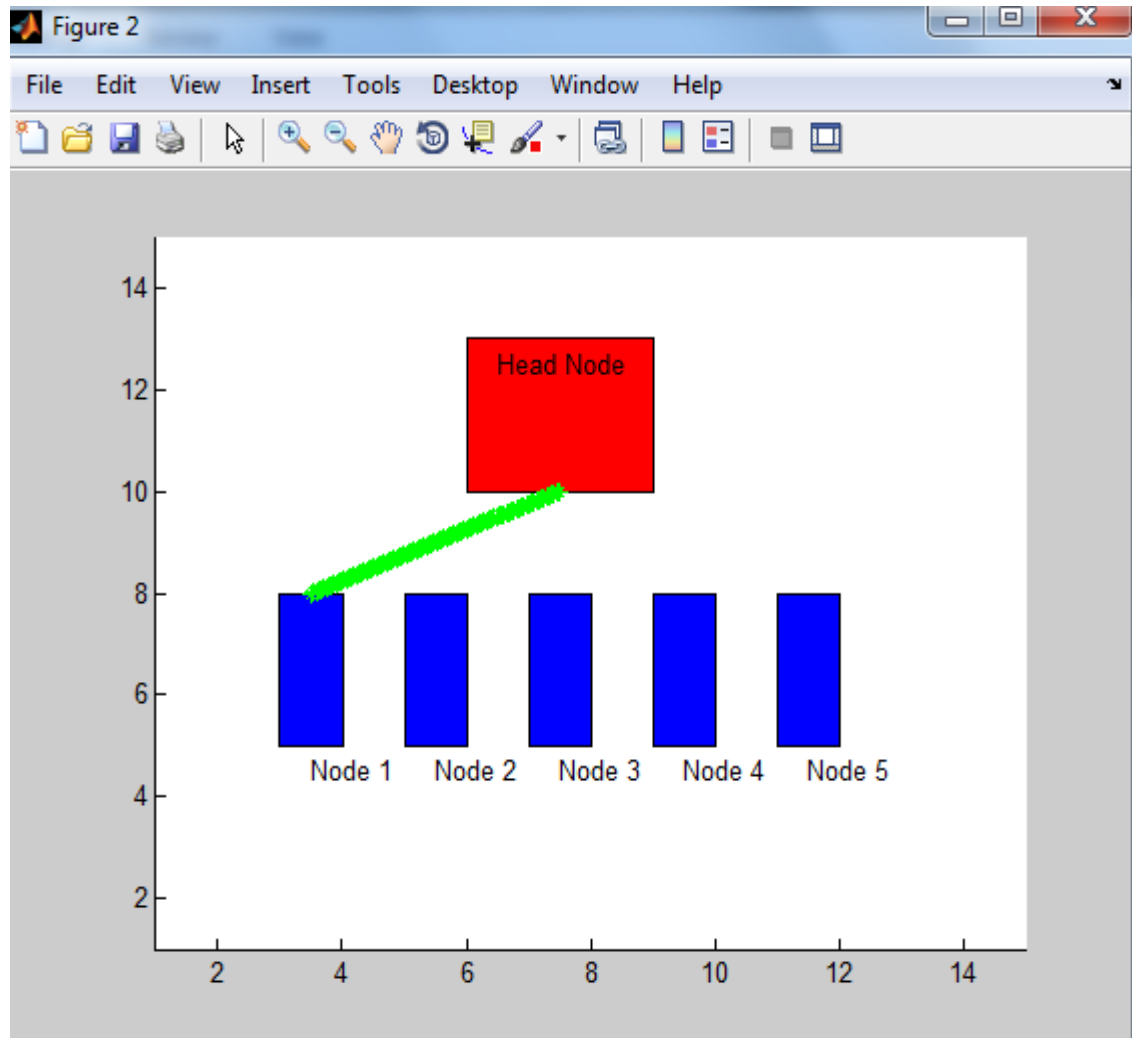 Figure 2
File Edit View Insert Tools Desktop Window Help
14
Head Node
12
10
8
6
Node 1 Node 2 Node 3 Node 4 Node 5
4
2
2 4 6 8 10 12 14